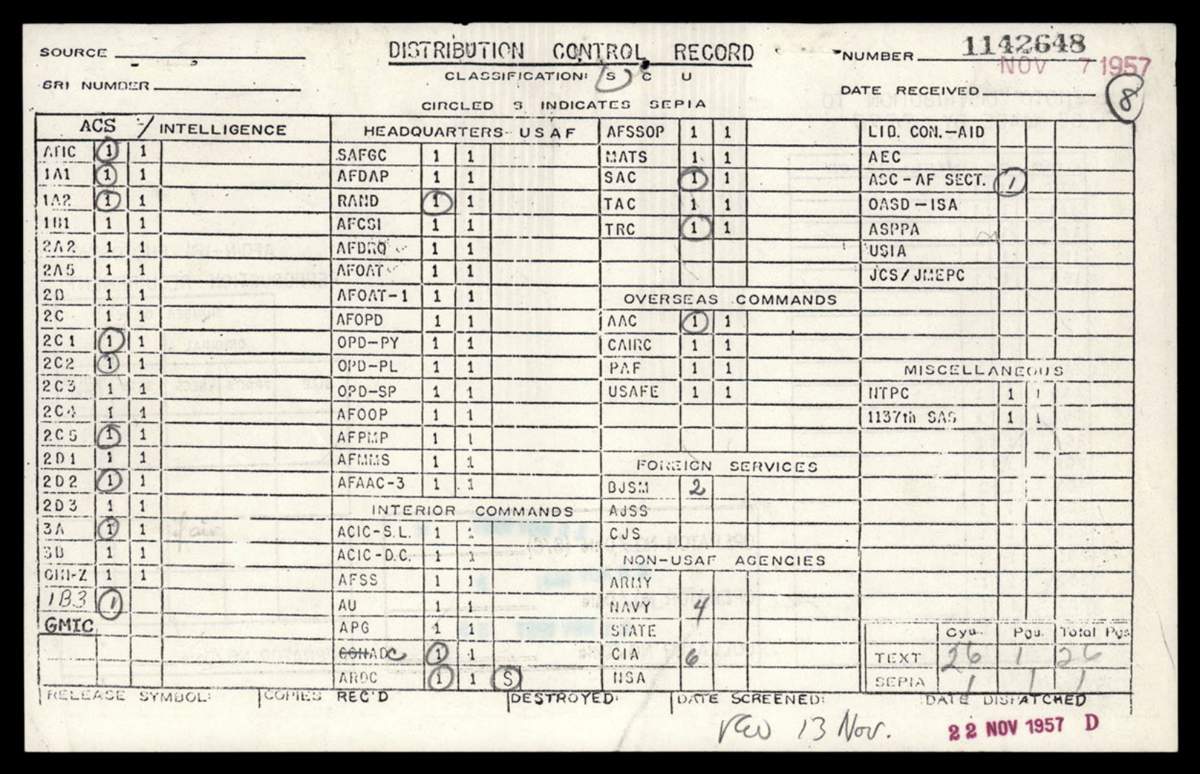 SOURCE
DISTRIBUTION CONTROL RECORD
NUMBER 1142648
NOV 7 1957
CLASSIFICATION: S C U
SRI NUMBER
DATE RECEIVED
8
CIRCLED S INDICATES SEPIA
ACS / INTELLIGENCE
AFIC 1 1
1A1 1 1
1A2 1 1
1B1 1 1
2A2 1 1
2A5 1 1
2B 1 1
2C 1 1
2C1 1 1
2C2 1 1
2C3 1 1
2C4 1 1
2C5 1 1
2D1 1 1
2D2 1 1
2D3 1 1
3A 1 1
3B 1 1
1 1
1B3 1
GMIC
HEADQUARTERS USAF
SAFGC 1 1
AFDAP 1 1
RAND 1 1
AFCSI 1 1
AFDRQ 1 1
AFOAT 1 1
AFOAT-1 1 1
AFOPD 1 1
OPD-PY 1 1
OPD-PL 1 1
OPD-SP 1 1
AFOOP 1 1
AFPMP 1 1
AFMMS 1 1
AFAAC-3 1 1
INTERIOR COMMANDS
ACIC-S.L. 1 1
ACIC-D.C. 1 1
AFSS 1 1
AU 1 1
APG 1 1
CONADC 1 1
AROC 1 1 S
AFSSOP 1 1
MATS 1 1
SAC 1 1
TAC 1 1
TRC 1 1
OVERSEAS COMMANDS
AAC 1 1
CAIRC 1 1
PAF 1 1
USAFE 1 1
FOREIGN SERVICES
BJSM 2
AJSS
CJS
NON-USAF AGENCIES
ARMY
NAVY 4
STATE
CIA 6
NSA
LIB. CON.-AID
AEC
ASC-AF SECT. 1
OASD-ISA
ASPPA
USIA
JCS/JMEPC
MISCELLANEOUS
NTPC 1 1
1137th SAS 1 1
Cys. Pgs. Total Pgs
TEXT 26 1 26
SEPIA 1 1 1
RELEASE SYMBOL:
COPIES REC'D
DESTROYED:
DATE SCREENED:
DATE DISPATCHED
rev 13 Nov.
22 NOV 1957 D